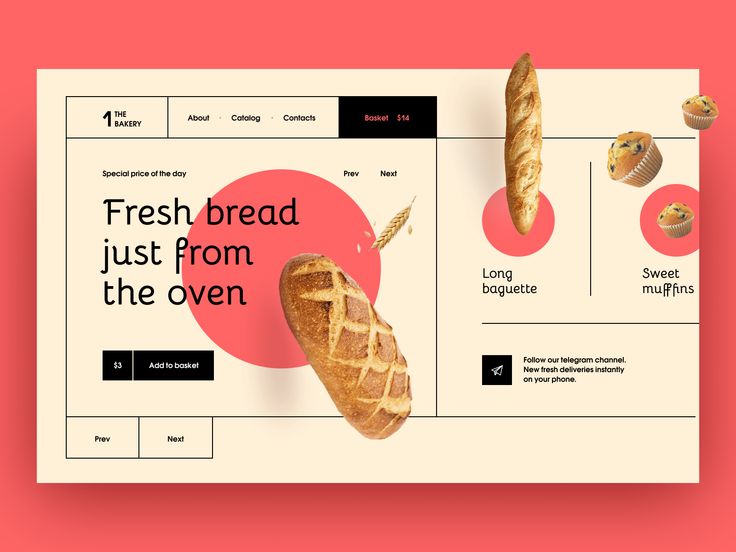 1 THE
BAKERY
About · Catalog · Contacts
Basket $14
Special price of the day
Prev Next
Fresh bread
just from
the oven
$3 Add to basket
Prev Next
Long
baguette
Sweet
muffins
Follow our telegram channel.
New fresh deliveries instantly
on your phone.